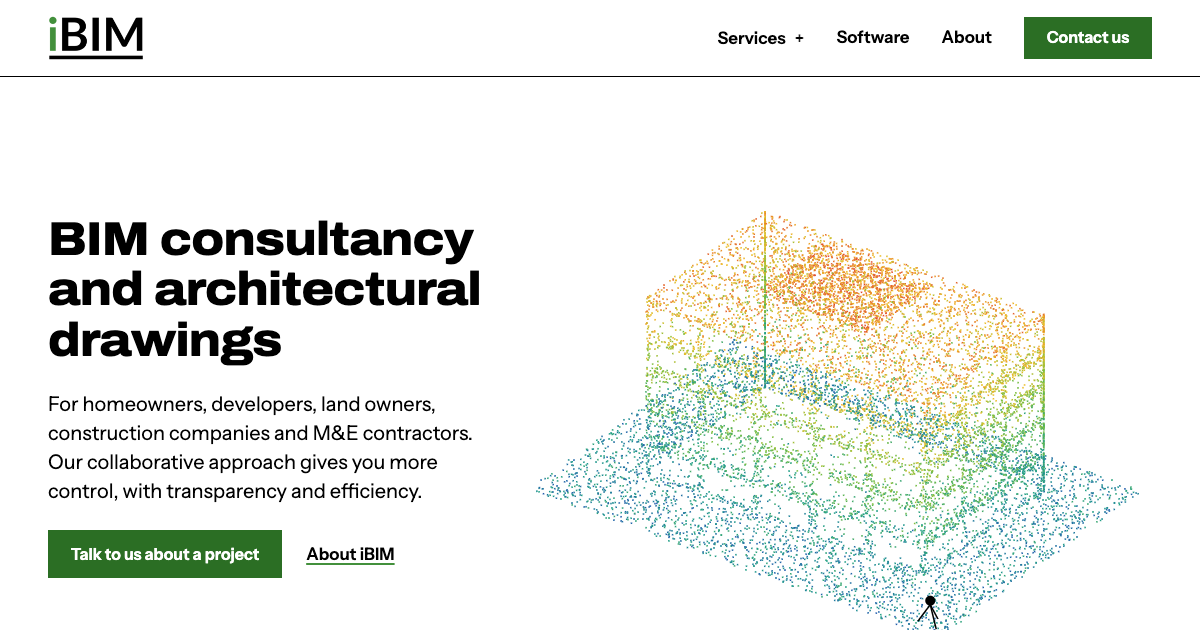 iBIM
Services +
Software
About
Contact us
BIM consultancy
and architectural
drawings
For homeowners, developers, land owners,
construction companies and M&E contractors.
Our collaborative approach gives you more
control, with transparency and efficiency.
Talk to us about a project
About iBIM